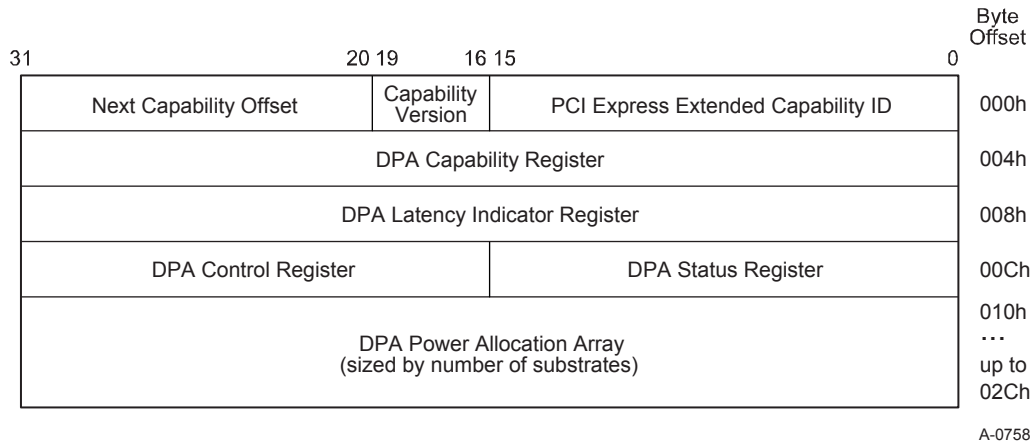 Byte
Offset
31 20 19 16 15 0
Next Capability Offset
Capability
Version
PCI Express Extended Capability ID
000h
DPA Capability Register
004h
DPA Latency Indicator Register
008h
DPA Control Register
DPA Status Register
00Ch
DPA Power Allocation Array
(sized by number of substrates)
010h
...
up to
02Ch
A-0758